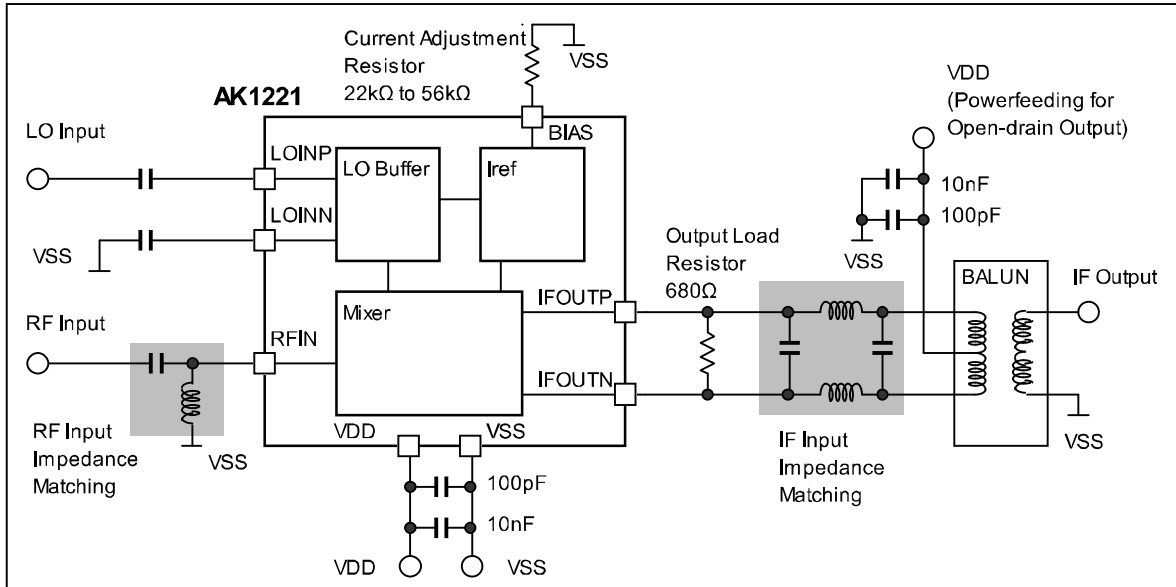 Current Adjustment
Resistor
22kΩ to 56kΩ
VSS
AK1221
BIAS
VDD
(Powerfeeding for
Open-drain Output)
LO Input
LOINP
LO Buffer
Iref
10nF
100pF
LOINN
VSS
Output Load
Resistor
680Ω
VSS
BALUN
IF Output
RF Input
RFIN
Mixer
IFOUTP
IFOUTN
VDD
VSS
RF Input
Impedance
Matching
VSS
IF Input
Impedance
Matching
VSS
100pF
10nF
VDD
VSS